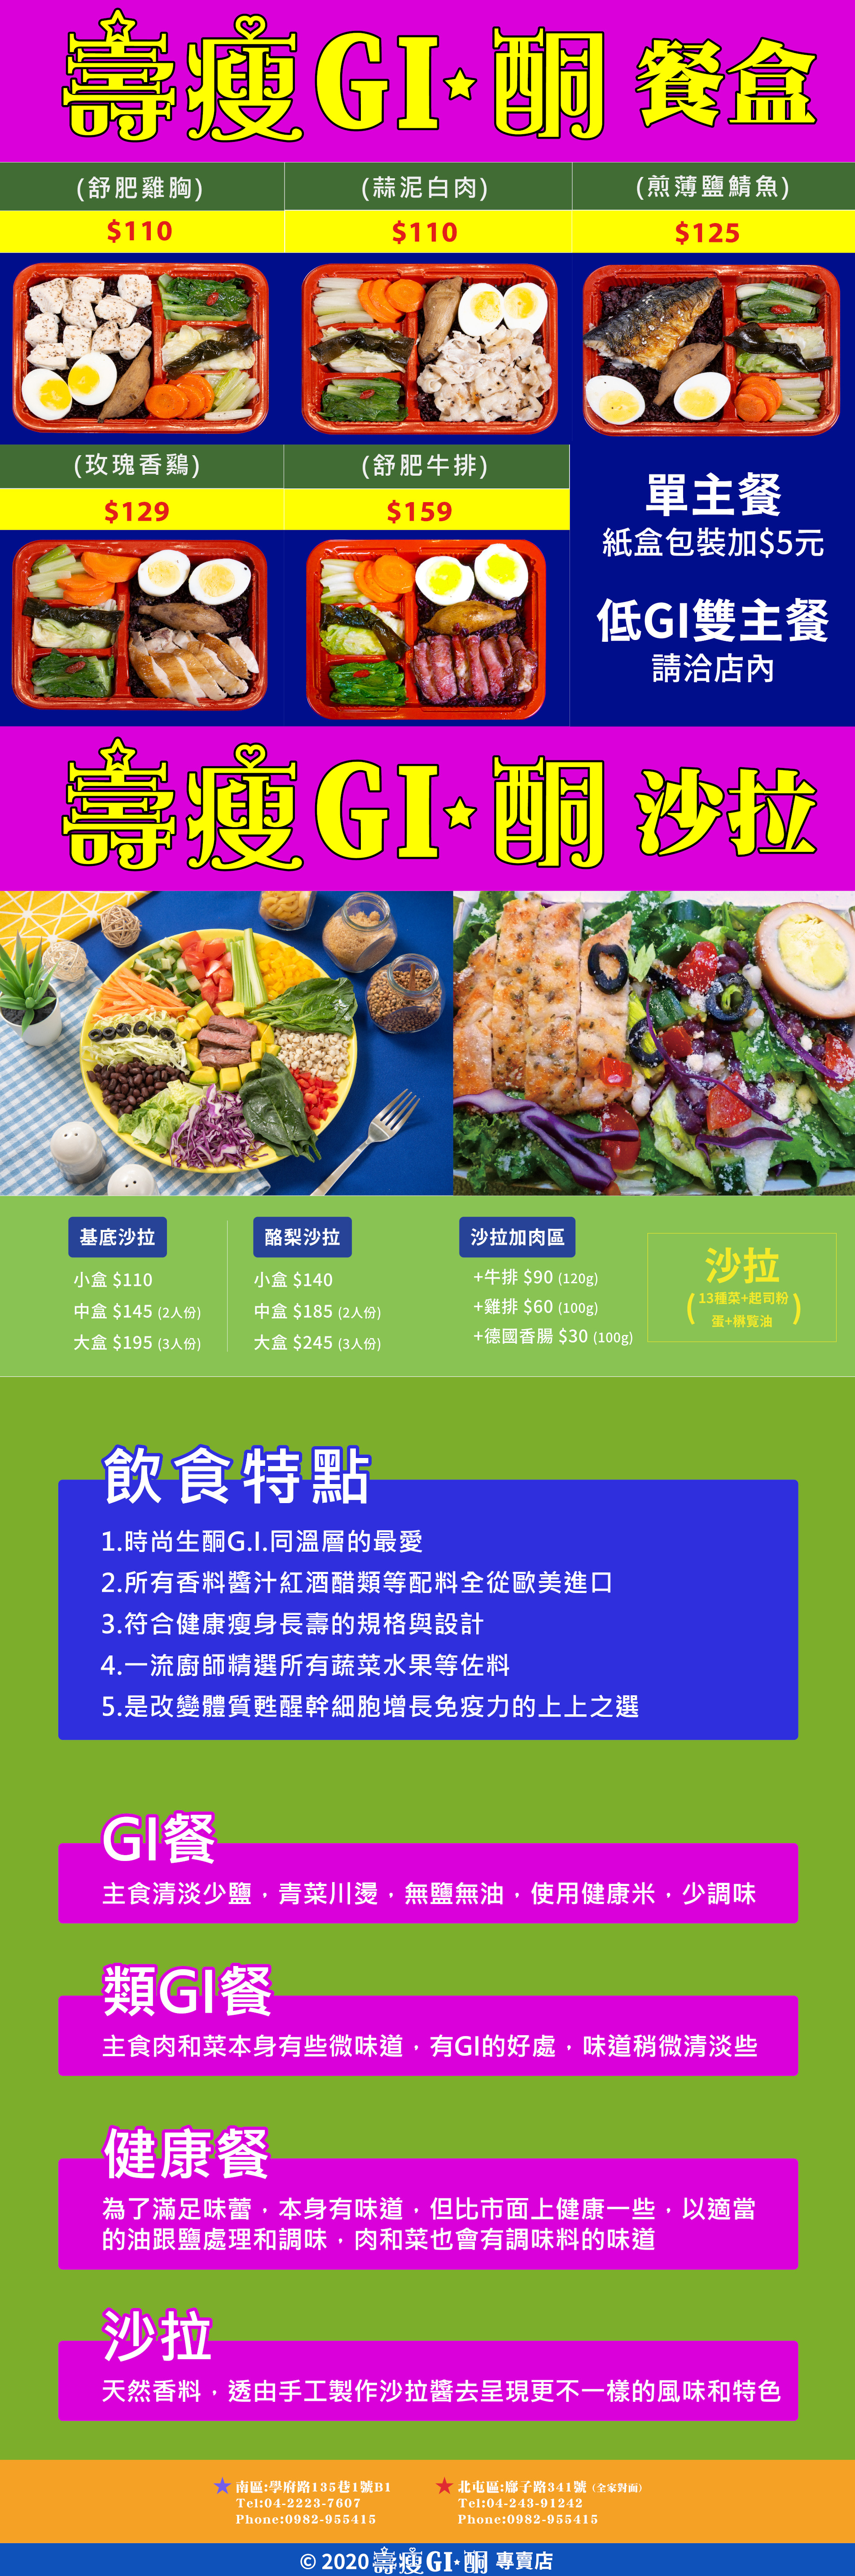 壽瘦GI★酮 餐盒
(舒肥雞胸)
$110
(蒜泥白肉)
$110
(煎薄鹽鯖魚)
$125
(玫瑰香鷄)
$129
(舒肥牛排)
$159
單主餐
紙盒包裝加$5元
低GI雙主餐
請洽店內
壽瘦GI★酮 沙拉
基底沙拉
小盒 $110
中盒 $145 (2人份)
大盒 $195 (3人份)
酪梨沙拉
小盒 $140
中盒 $185 (2人份)
大盒 $245 (3人份)
沙拉加肉區
+牛排 $90 (120g)
+雞排 $60 (100g)
+德國香腸 $30 (100g)
沙拉
(13種菜+起司粉
蛋+橄覧油)
飲食特點
1.時尚生酮G.I.同溫層的最愛
2.所有香料醬汁紅酒醋類等配料全從歐美進口
3.符合健康瘦身長壽的規格與設計
4.一流廚師精選所有蔬菜水果等佐料
5.是改變體質甦醒幹細胞增長免疫力的上上之選
GI餐
主食清淡少鹽，青菜川燙，無鹽無油，使用健康米，少調味
類GI餐
主食肉和菜本身有些微味道，有GI的好處，味道稍微清淡些
健康餐
為了滿足味蕾，本身有味道，但比市面上健康一些，以適當
的油跟鹽處理和調味，肉和菜也會有調味料的味道
沙拉
天然香料，透由手工製作沙拉醬去呈現更不一樣的風味和特色
★ 南區:學府路135巷1號B1
Tel:04-2223-7607
Phone:0982-955415
★ 北屯區:廍子路341號 (全家對面)
Tel:04-243-91242
Phone:0982-955415
© 2020 壽瘦GI★酮 專賣店